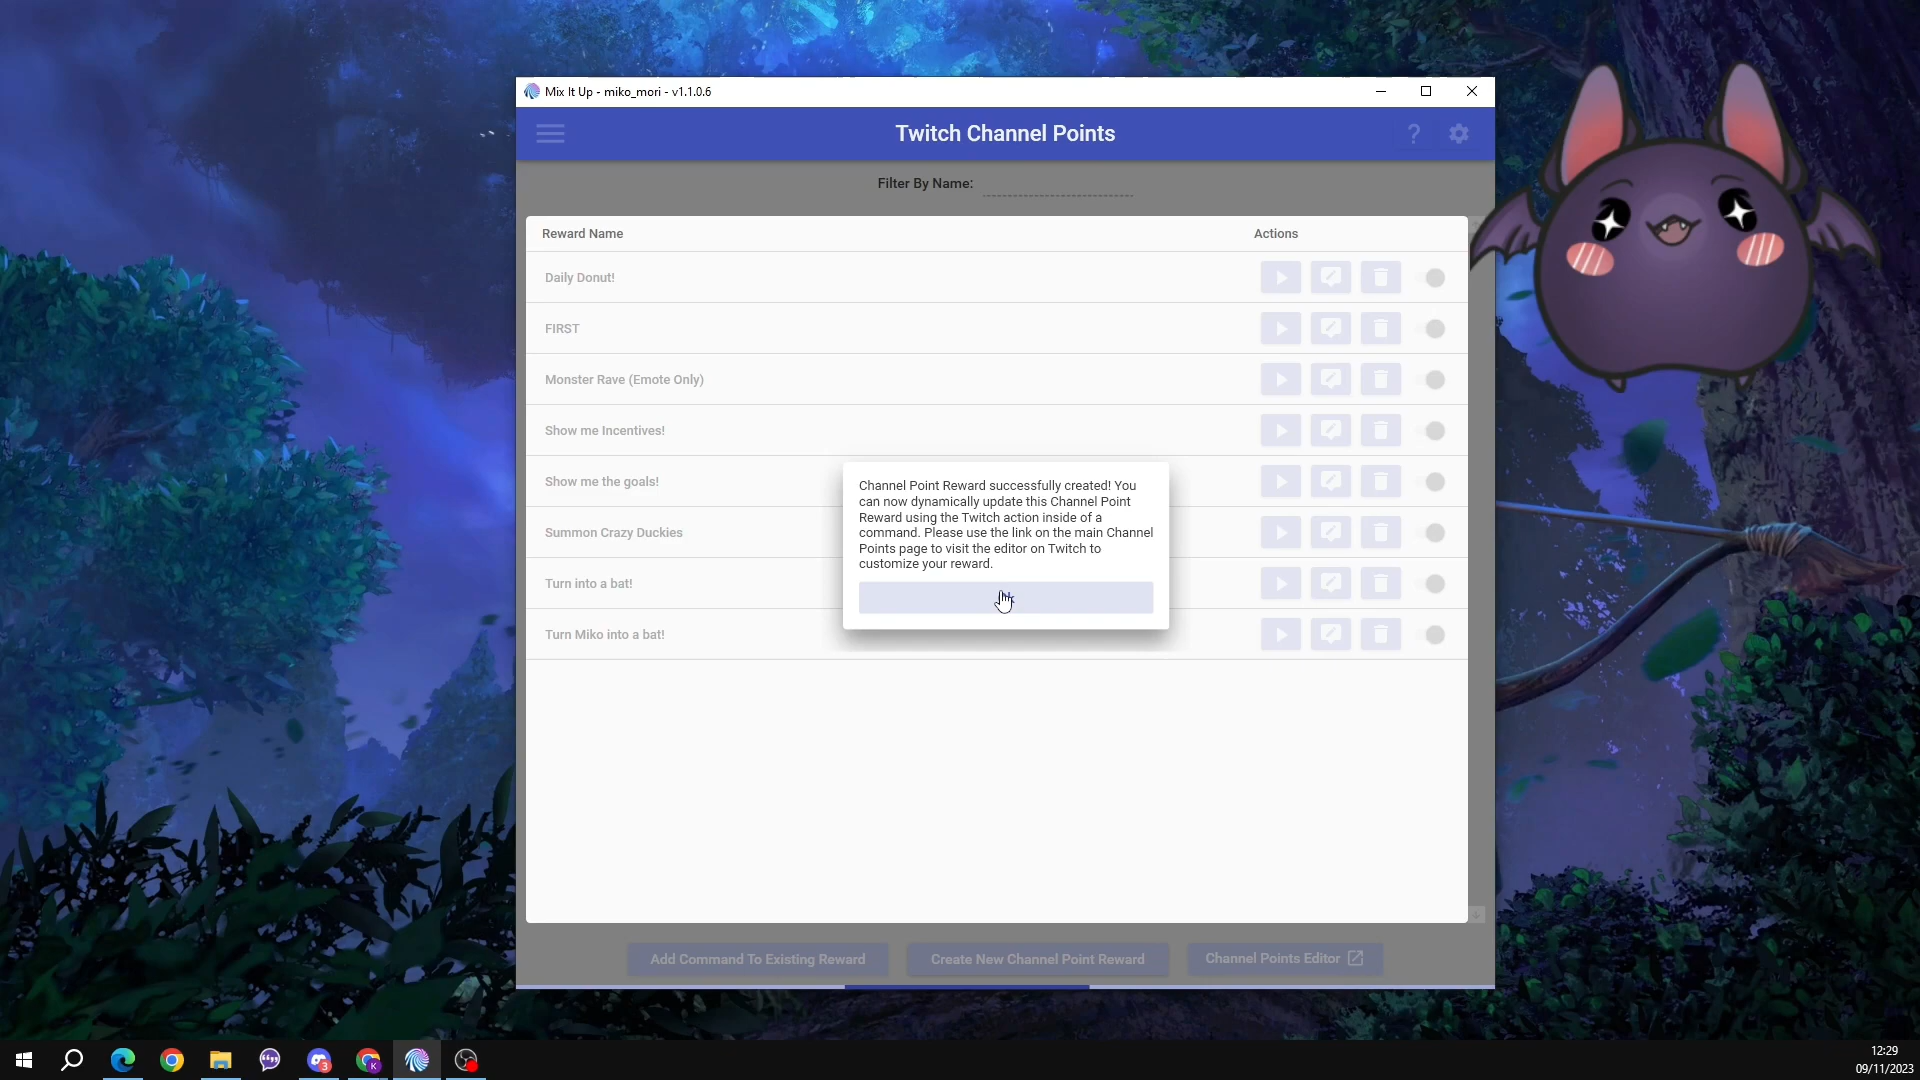 Mix It Up - miko_mori - v1.1.0.6
Twitch Channel Points
Filter By Name:
Reward Name
Actions
Daily Donut!
FIRST
Monster Rave (Emote Only)
Show me Incentives!
Show me the goals!
Summon Crazy Duckies
Turn into a bat!
Turn Miko into a bat!
Channel Point Reward successfully created! You
can now dynamically update this Channel Point
Reward using the Twitch action inside of a
command. Please use the link on the main Channel
Points page to visit the editor on Twitch to
customize your reward.
Add Command To Existing Reward
Create New Channel Point Reward
Channel Points Editor
3
K
12:29
09/11/2023